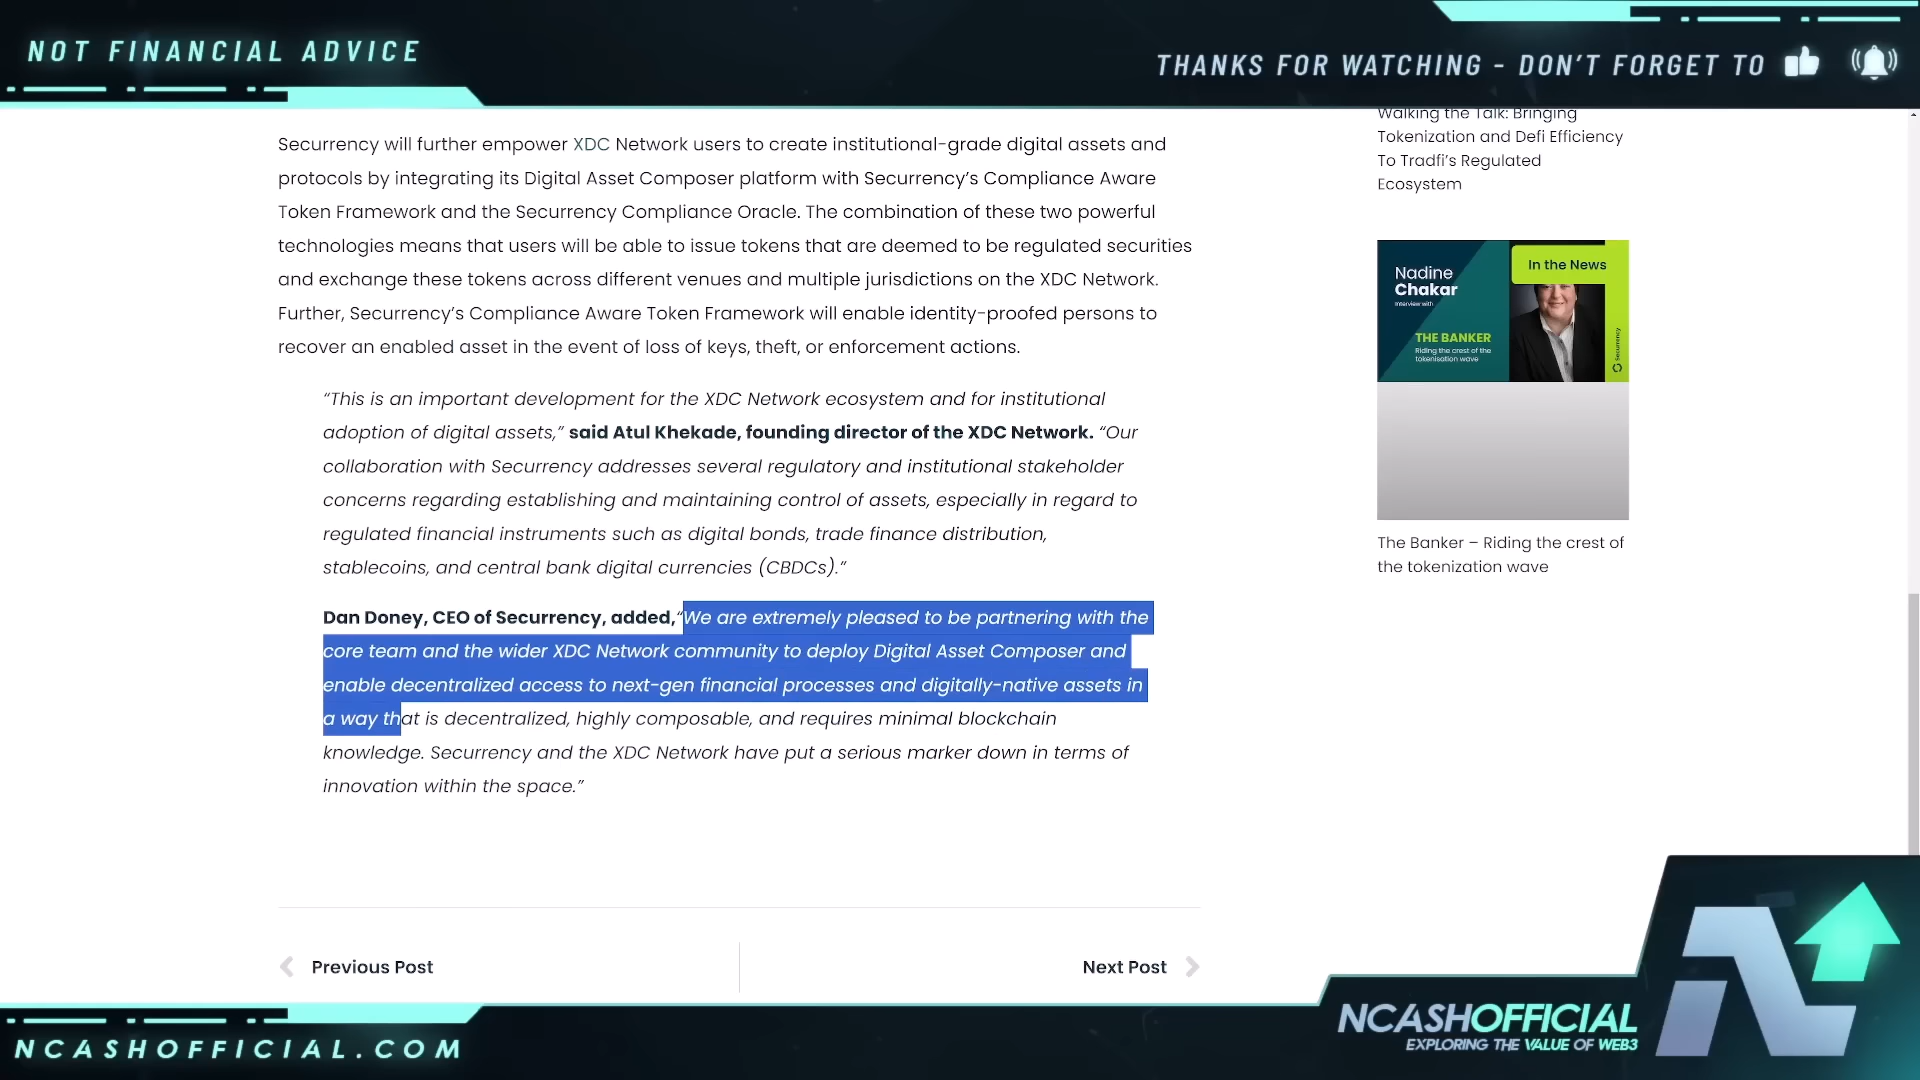 NOT FINANCIAL ADVICE
THANKS FOR WATCHING - DON'T FORGET TO
Securrency will further empower XDC Network users to create institutional-grade digital assets and
protocols by integrating its Digital Asset Composer platform with Securrency's Compliance Aware
Token Framework and the Securrency Compliance Oracle. The combination of these two powerful
technologies means that users will be able to issue tokens that are deemed to be regulated securities
and exchange these tokens across different venues and multiple jurisdictions on the XDC Network.
Further, Securrency's Compliance Aware Token Framework will enable identity-proofed persons to
recover an enabled asset in the event of loss of keys, theft, or enforcement actions.
“This is an important development for the XDC Network ecosystem and for institutional
adoption of digital assets,” said Atul Khekade, founding director of the XDC Network. “Our
collaboration with Securrency addresses several regulatory and institutional stakeholder
concerns regarding establishing and maintaining control of assets, especially in regard to
regulated financial instruments such as digital bonds, trade finance distribution,
stablecoins, and central bank digital currencies (CBDCs).”
Dan Doney, CEO of Securrency, added,“We are extremely pleased to be partnering with the
core team and the wider XDC Network community to deploy Digital Asset Composer and
enable decentralized access to next-gen financial processes and digitally-native assets in
a way that is decentralized, highly composable, and requires minimal blockchain
knowledge. Securrency and the XDC Network have put a serious marker down in terms of
innovation within the space.”
Previous Post
Next Post
Walking the Talk: Bringing
Tokenization and Defi Efficiency
To Tradfi's Regulated
Ecosystem
In the News
Nadine
Chakar
Interview with
THE BANKER
Riding the crest of the
tokenisation wave
Securrency
The Banker – Riding the crest of
the tokenization wave
NCASHOFFICIAL.COM
NCASHOFFICIAL
EXPLORING THE VALUE OF WEB3